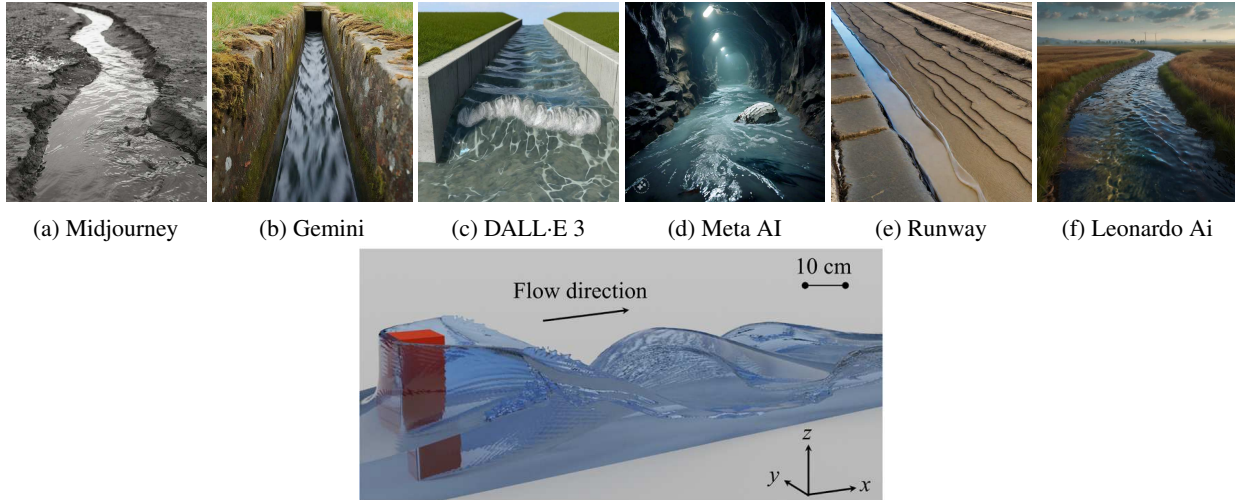 (a) Midjourney
(b) Gemini
(c) DALL·E 3
(d) Meta AI
(e) Runway
(f) Leonardo Ai
10 cm
Flow direction
z
y
x